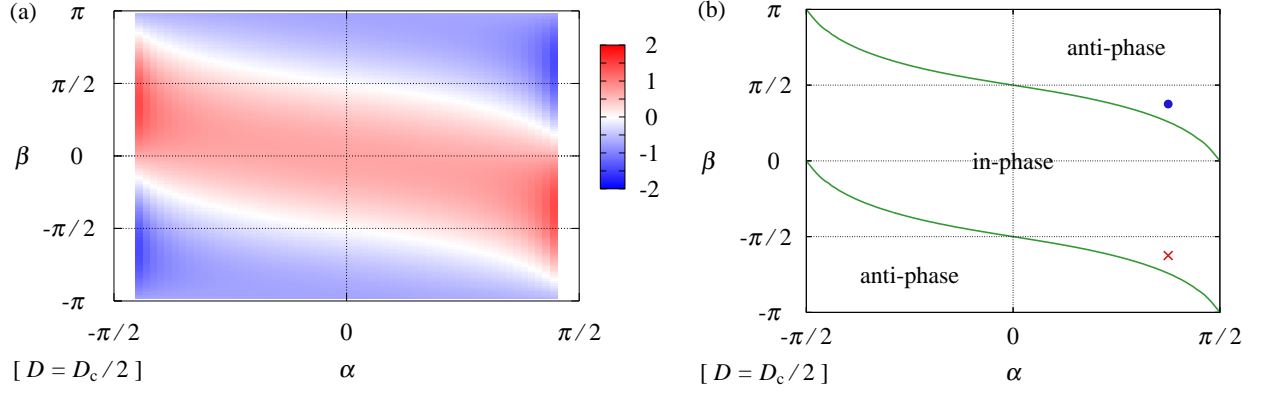 (a)
π
π / 2
β
0
-π / 2
-π
-π / 2
0
π / 2
[ D = Dc / 2 ]
α
2
1
0
-1
-2
(b)
π
anti-phase
π / 2
β
0
in-phase
-π / 2
anti-phase
-π
-π / 2
0
π / 2
[ D = Dc / 2 ]
α